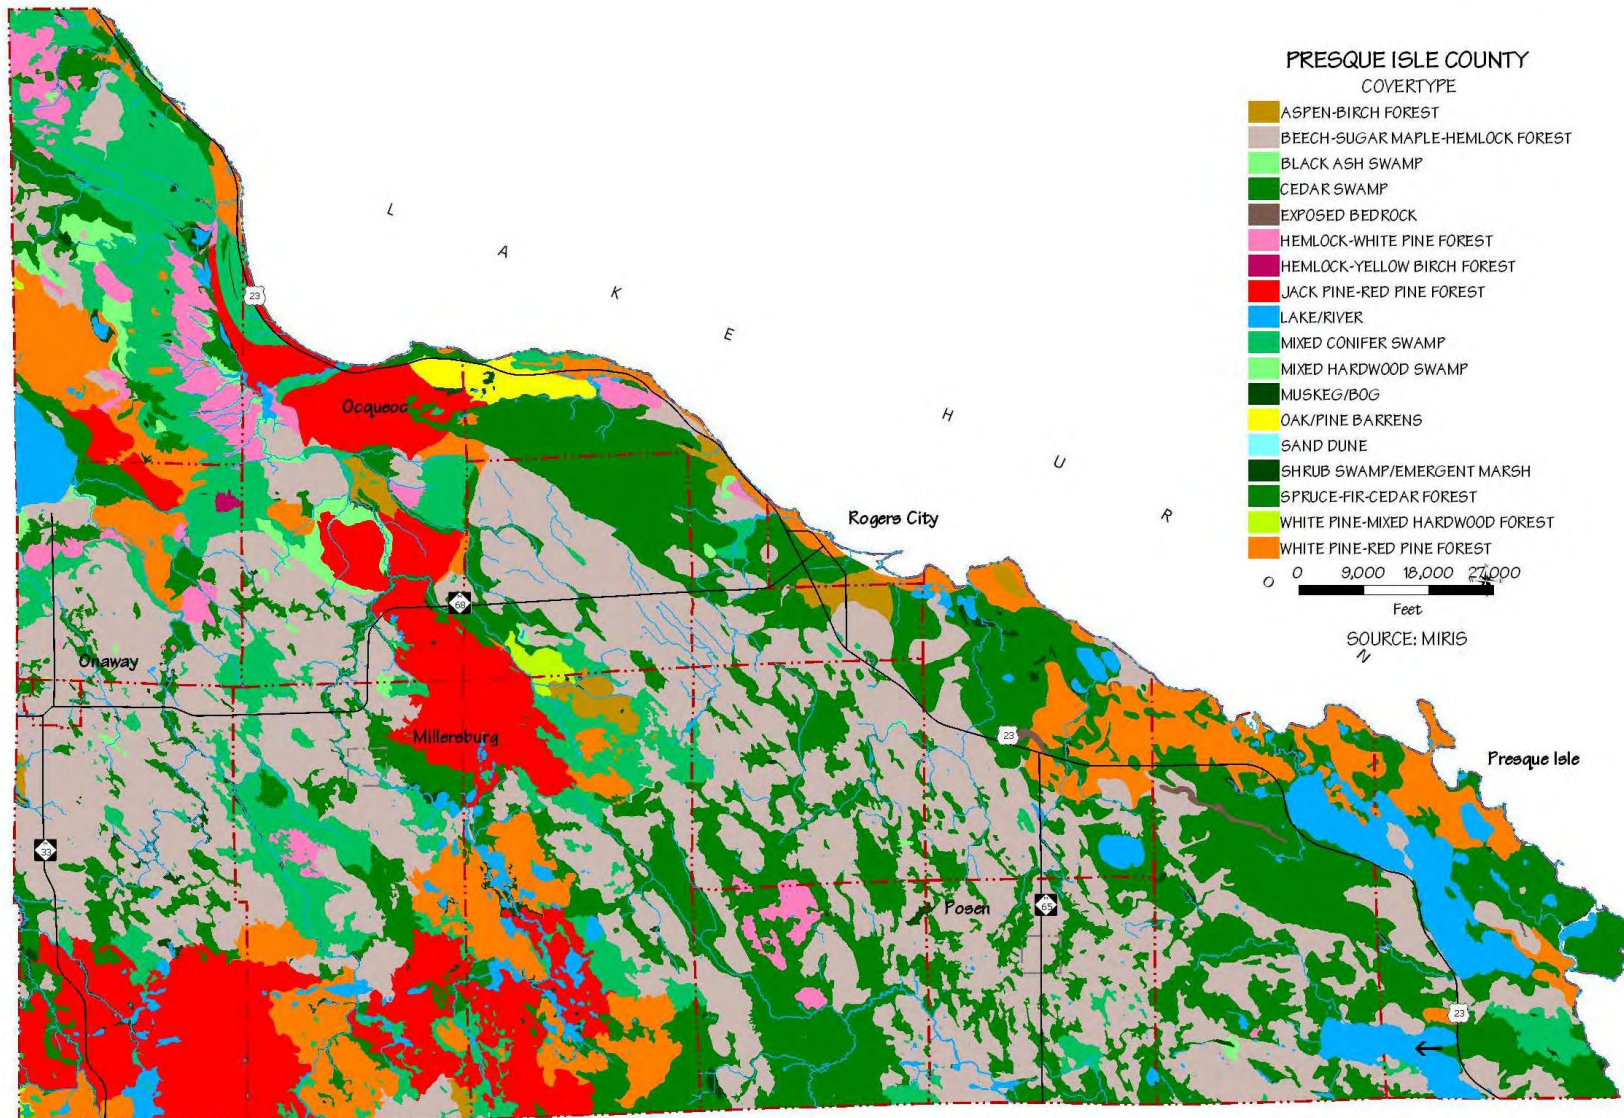 PRESQUE ISLE COUNTY
COVERTYPE
ASPEN-BIRCH FOREST
BEECH-SUGAR MAPLE-HEMLOCK FOREST
BLACK ASH SWAMP
CEDAR SWAMP
EXPOSED BEDROCK
HEMLOCK-WHITE PINE FOREST
HEMLOCK-YELLOW BIRCH FOREST
JACK PINE-RED PINE FOREST
LAKE/RIVER
MIXED CONIFER SWAMP
MIXED HARDWOOD SWAMP
MUSKEG/BOG
OAK/PINE BARRENS
SAND DUNE
SHRUB SWAMP/EMERGENT MARSH
SPRUCE-FIR-CEDAR FOREST
WHITE PINE-MIXED HARDWOOD FOREST
WHITE PINE-RED PINE FOREST
0 9,000 18,000 27,000
Feet
SOURCE: MIRIS
L A K E H U R O N
23
Ocqueoc
Rogers City
68
Onaway
Millersburg
23
Presque Isle
33
Posen
65
23